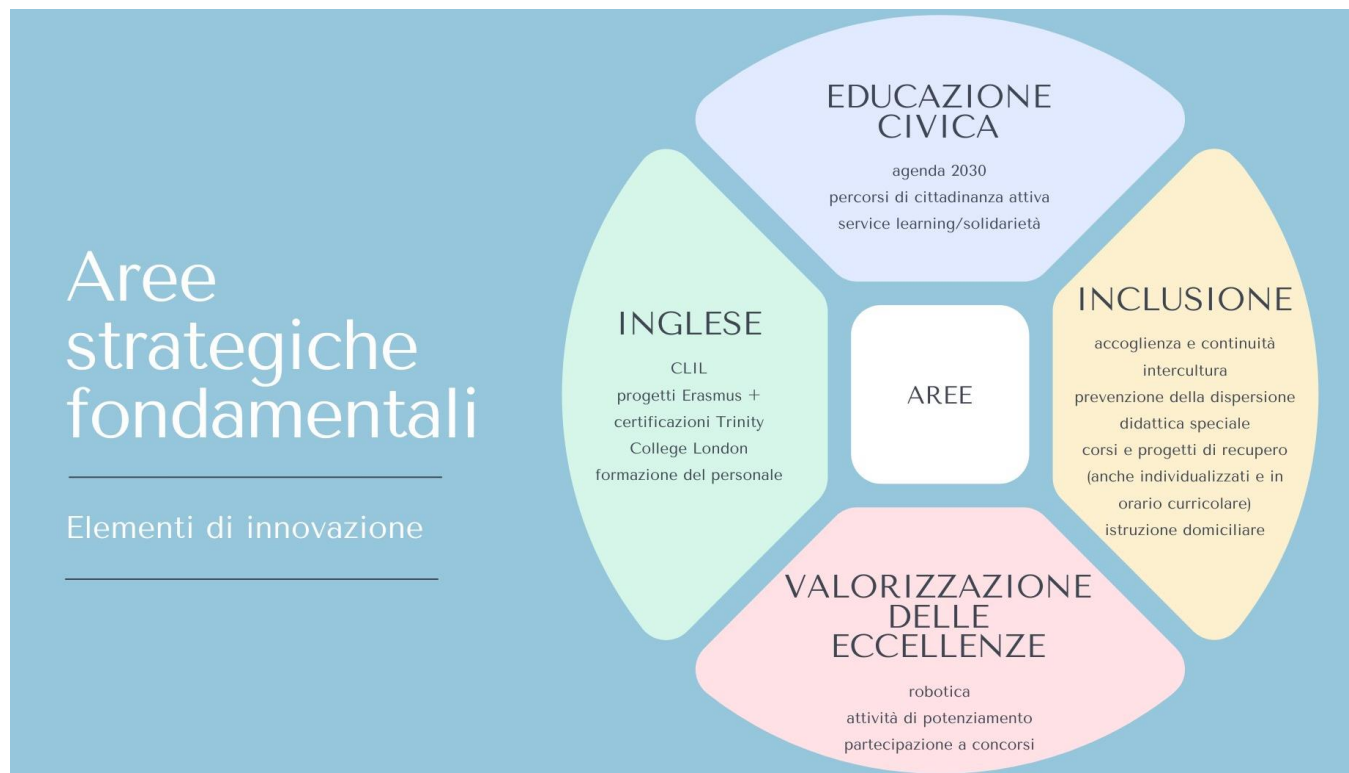 Aree
strategiche
fondamentali
Elementi di innovazione
EDUCAZIONE
CIVICA
agenda 2030
percorsi di cittadinanza attiva
service learning/solidarietà
INGLESE
CLIL
progetti Erasmus +
certificazioni Trinity
College London
formazione del personale
AREE
INCLUSIONE
accoglienza e continuità
intercultura
prevenzione della dispersione
didattica speciale
corsi e progetti di recupero
(anche individualizzati e in
orario curricolare)
istruzione domiciliare
VALORIZZAZIONE
DELLE
ECCELLENZE
robotica
attività di potenziamento
partecipazione a concorsi